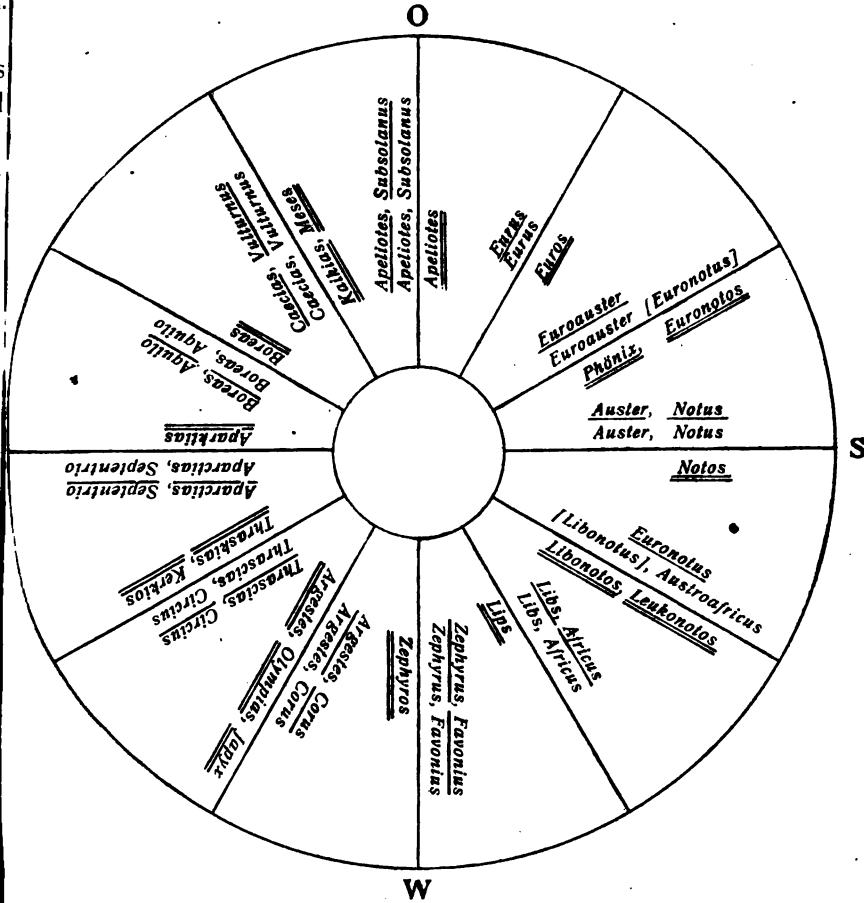 O
Apeliotes, Subsolanus
Apeliotes, Subsolanus
Apeliotes
Eurus
Eurus
Euros
Euroauster
Euroauster [Euronotus]
Phönix, Euronotos
Auster, Notus
Auster, Notus
S
Notos
Euronotus
[Libonotus], Austroafricus
Libonotos, Leukonotos
Libs, Africus
Libs, Africus
Lips
Zephyrus, Favonius
Zephyrus, Favonius
Zephyros
W
Argestes, Corus
Argestes, Corus
Argestes, Olympias, Japyx
Thrascias, Circius
Thrascias, Circius
Thraskias, Kerkios
Aparctias, Septentrio
Aparctias, Septentrio
Aparktias
Boreas, Aquilo
Boreas, Aquilo
Boreas
Caecias, Vulturnus
Caecias, Vulturnus
Kaikias, Meses